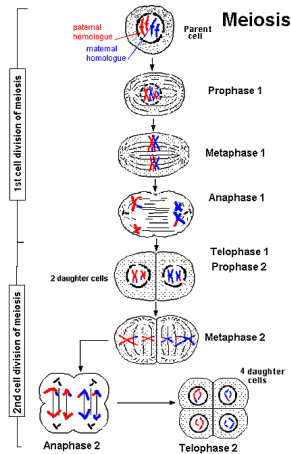 Meiosis
paternal
homologue
maternal
homologue
Parent
cell
Prophase 1
Metaphase 1
Anaphase 1
1st cell division of meiosis
Telophase 1
Prophase 2
2 daughter cells
Metaphase 2
2nd cell division of meiosis
4 daughter
cells
Anaphase 2
Telophase 2